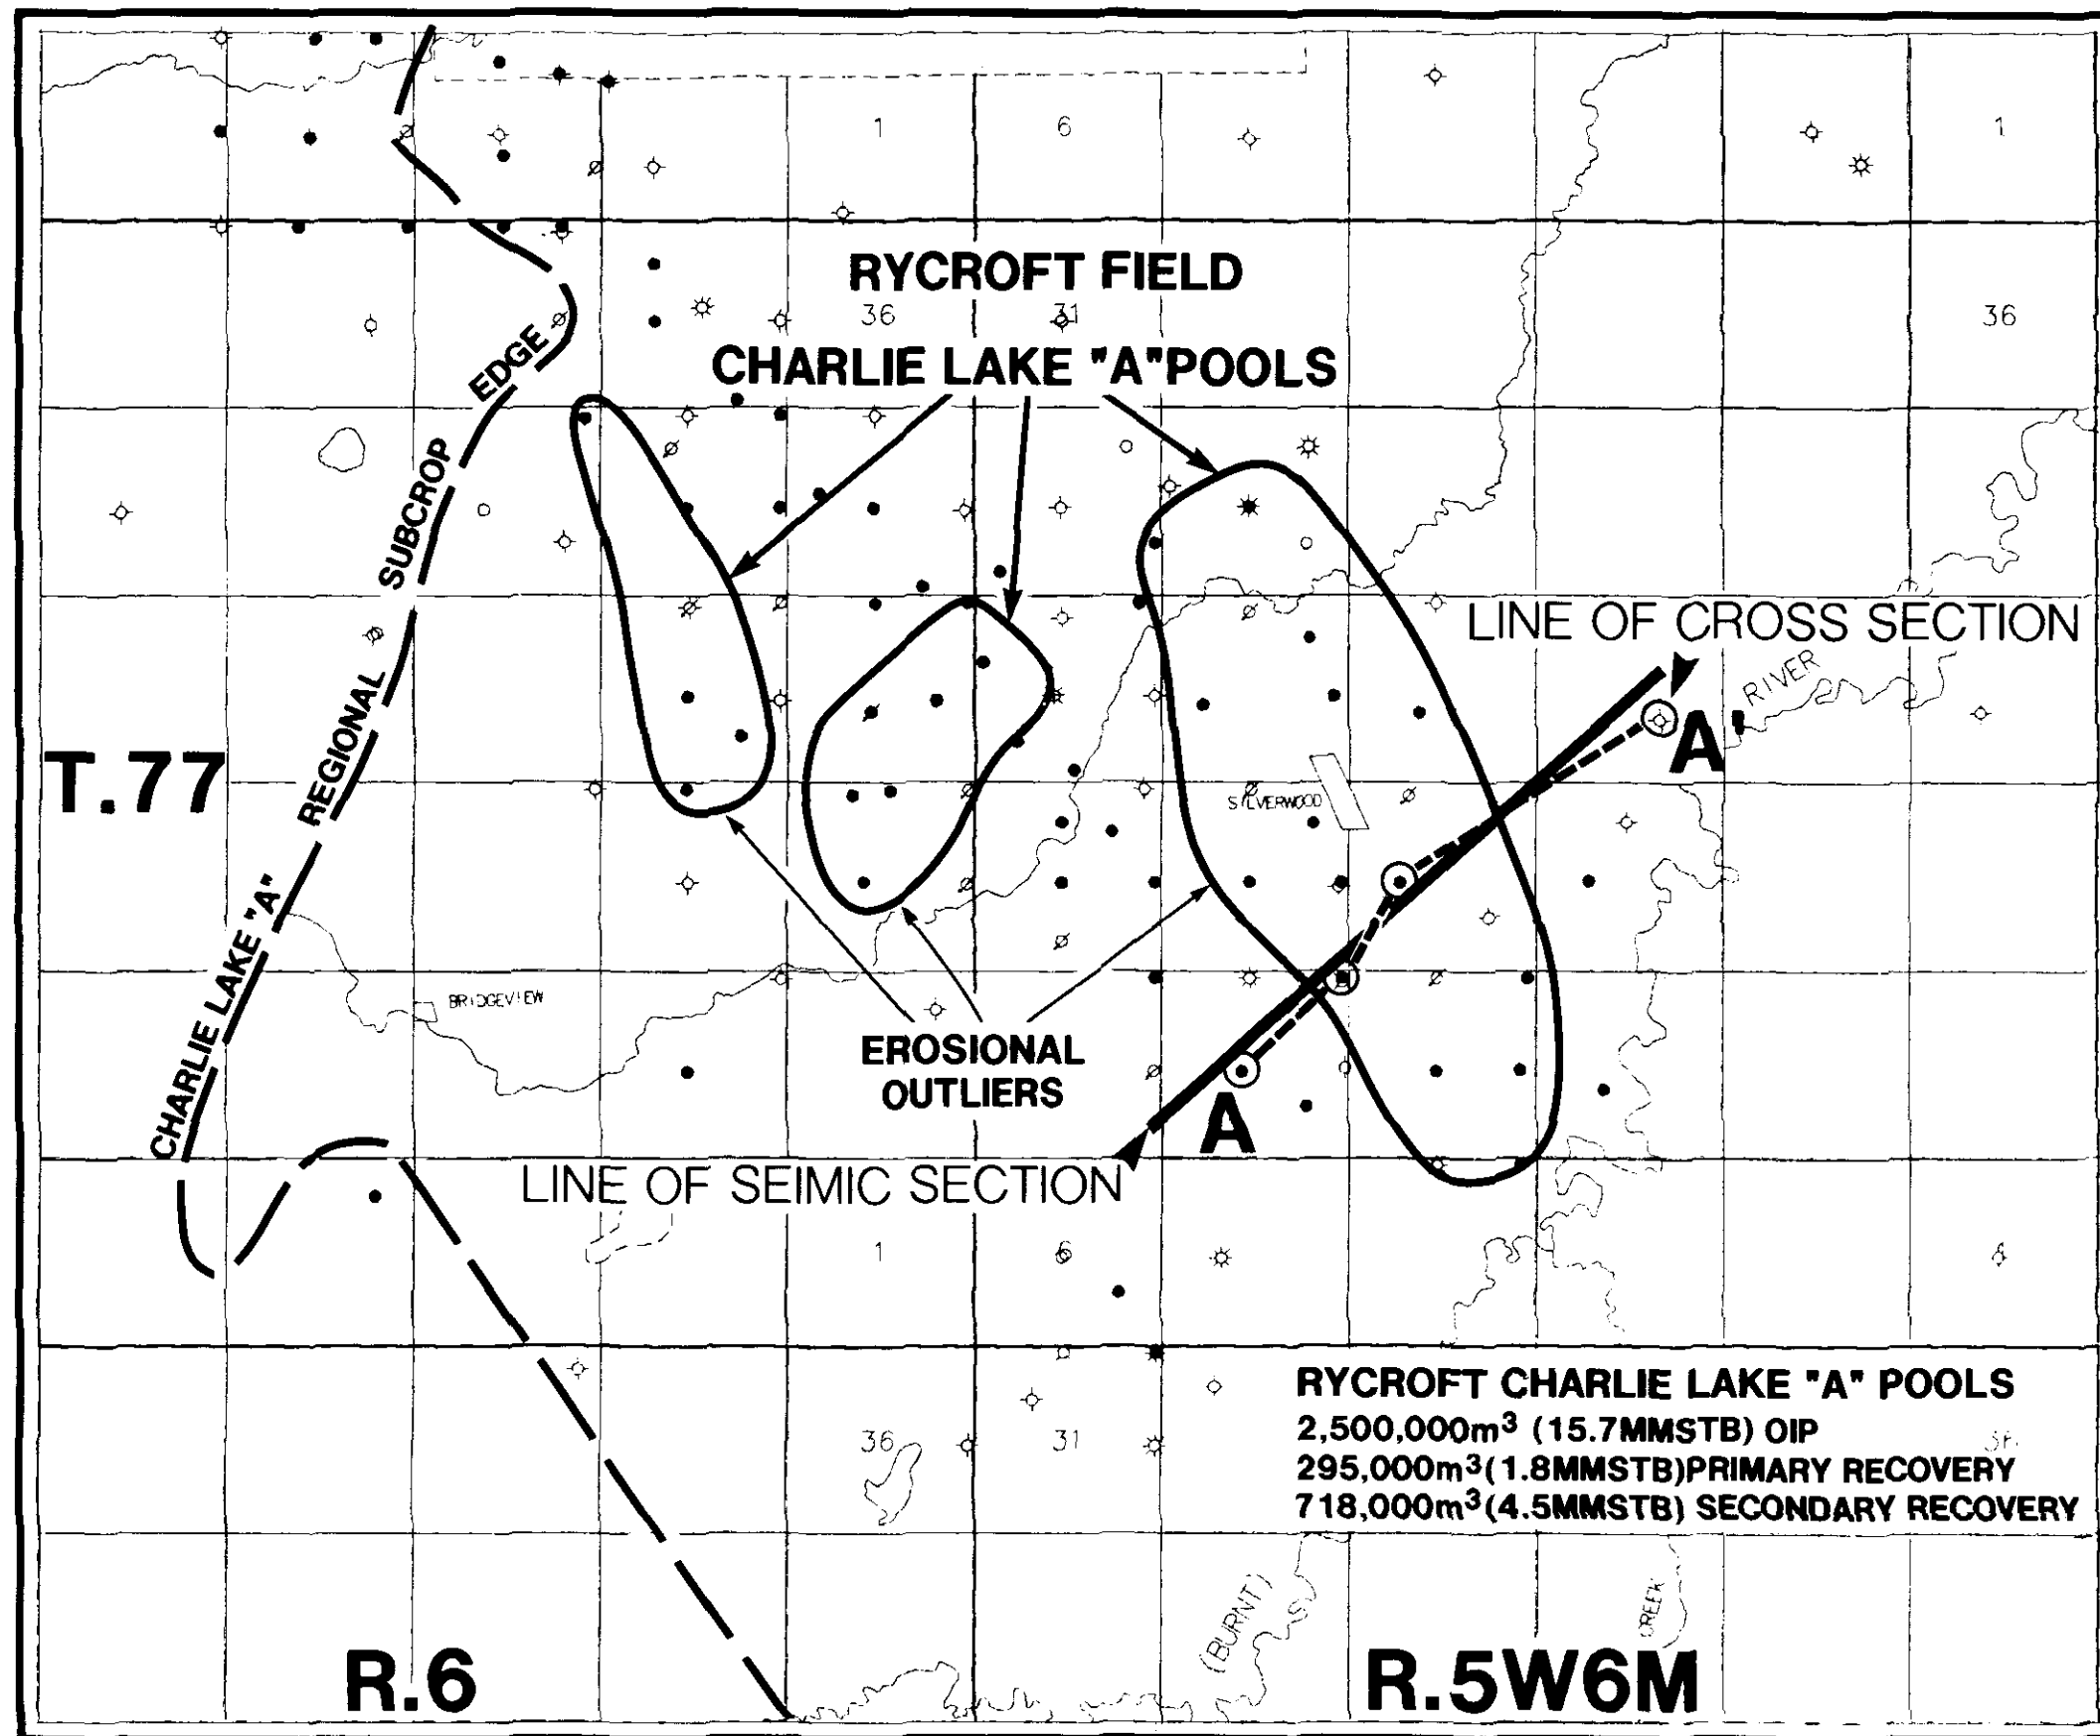 1
6
1
RYCROFT FIELD
36
31
36
CHARLIE LAKE "A" POOLS
CHARLIE LAKE "A" REGIONAL SUBCROP EDGE
LINE OF CROSS SECTION
RIVER
A'
T.77
SILVERWOOD
BRIDGEVIEW
EROSIONAL
OUTLIERS
A
LINE OF SEIMIC SECTION
1
6
RYCROFT CHARLIE LAKE "A" POOLS
2,500,000m³ (15.7MMSTB) OIP
36
31
295,000m³(1.8MMSTB)PRIMARY RECOVERY
718,000m³(4.5MMSTB) SECONDARY RECOVERY
(BURNT)
CREEK
R.6
R.5W6M